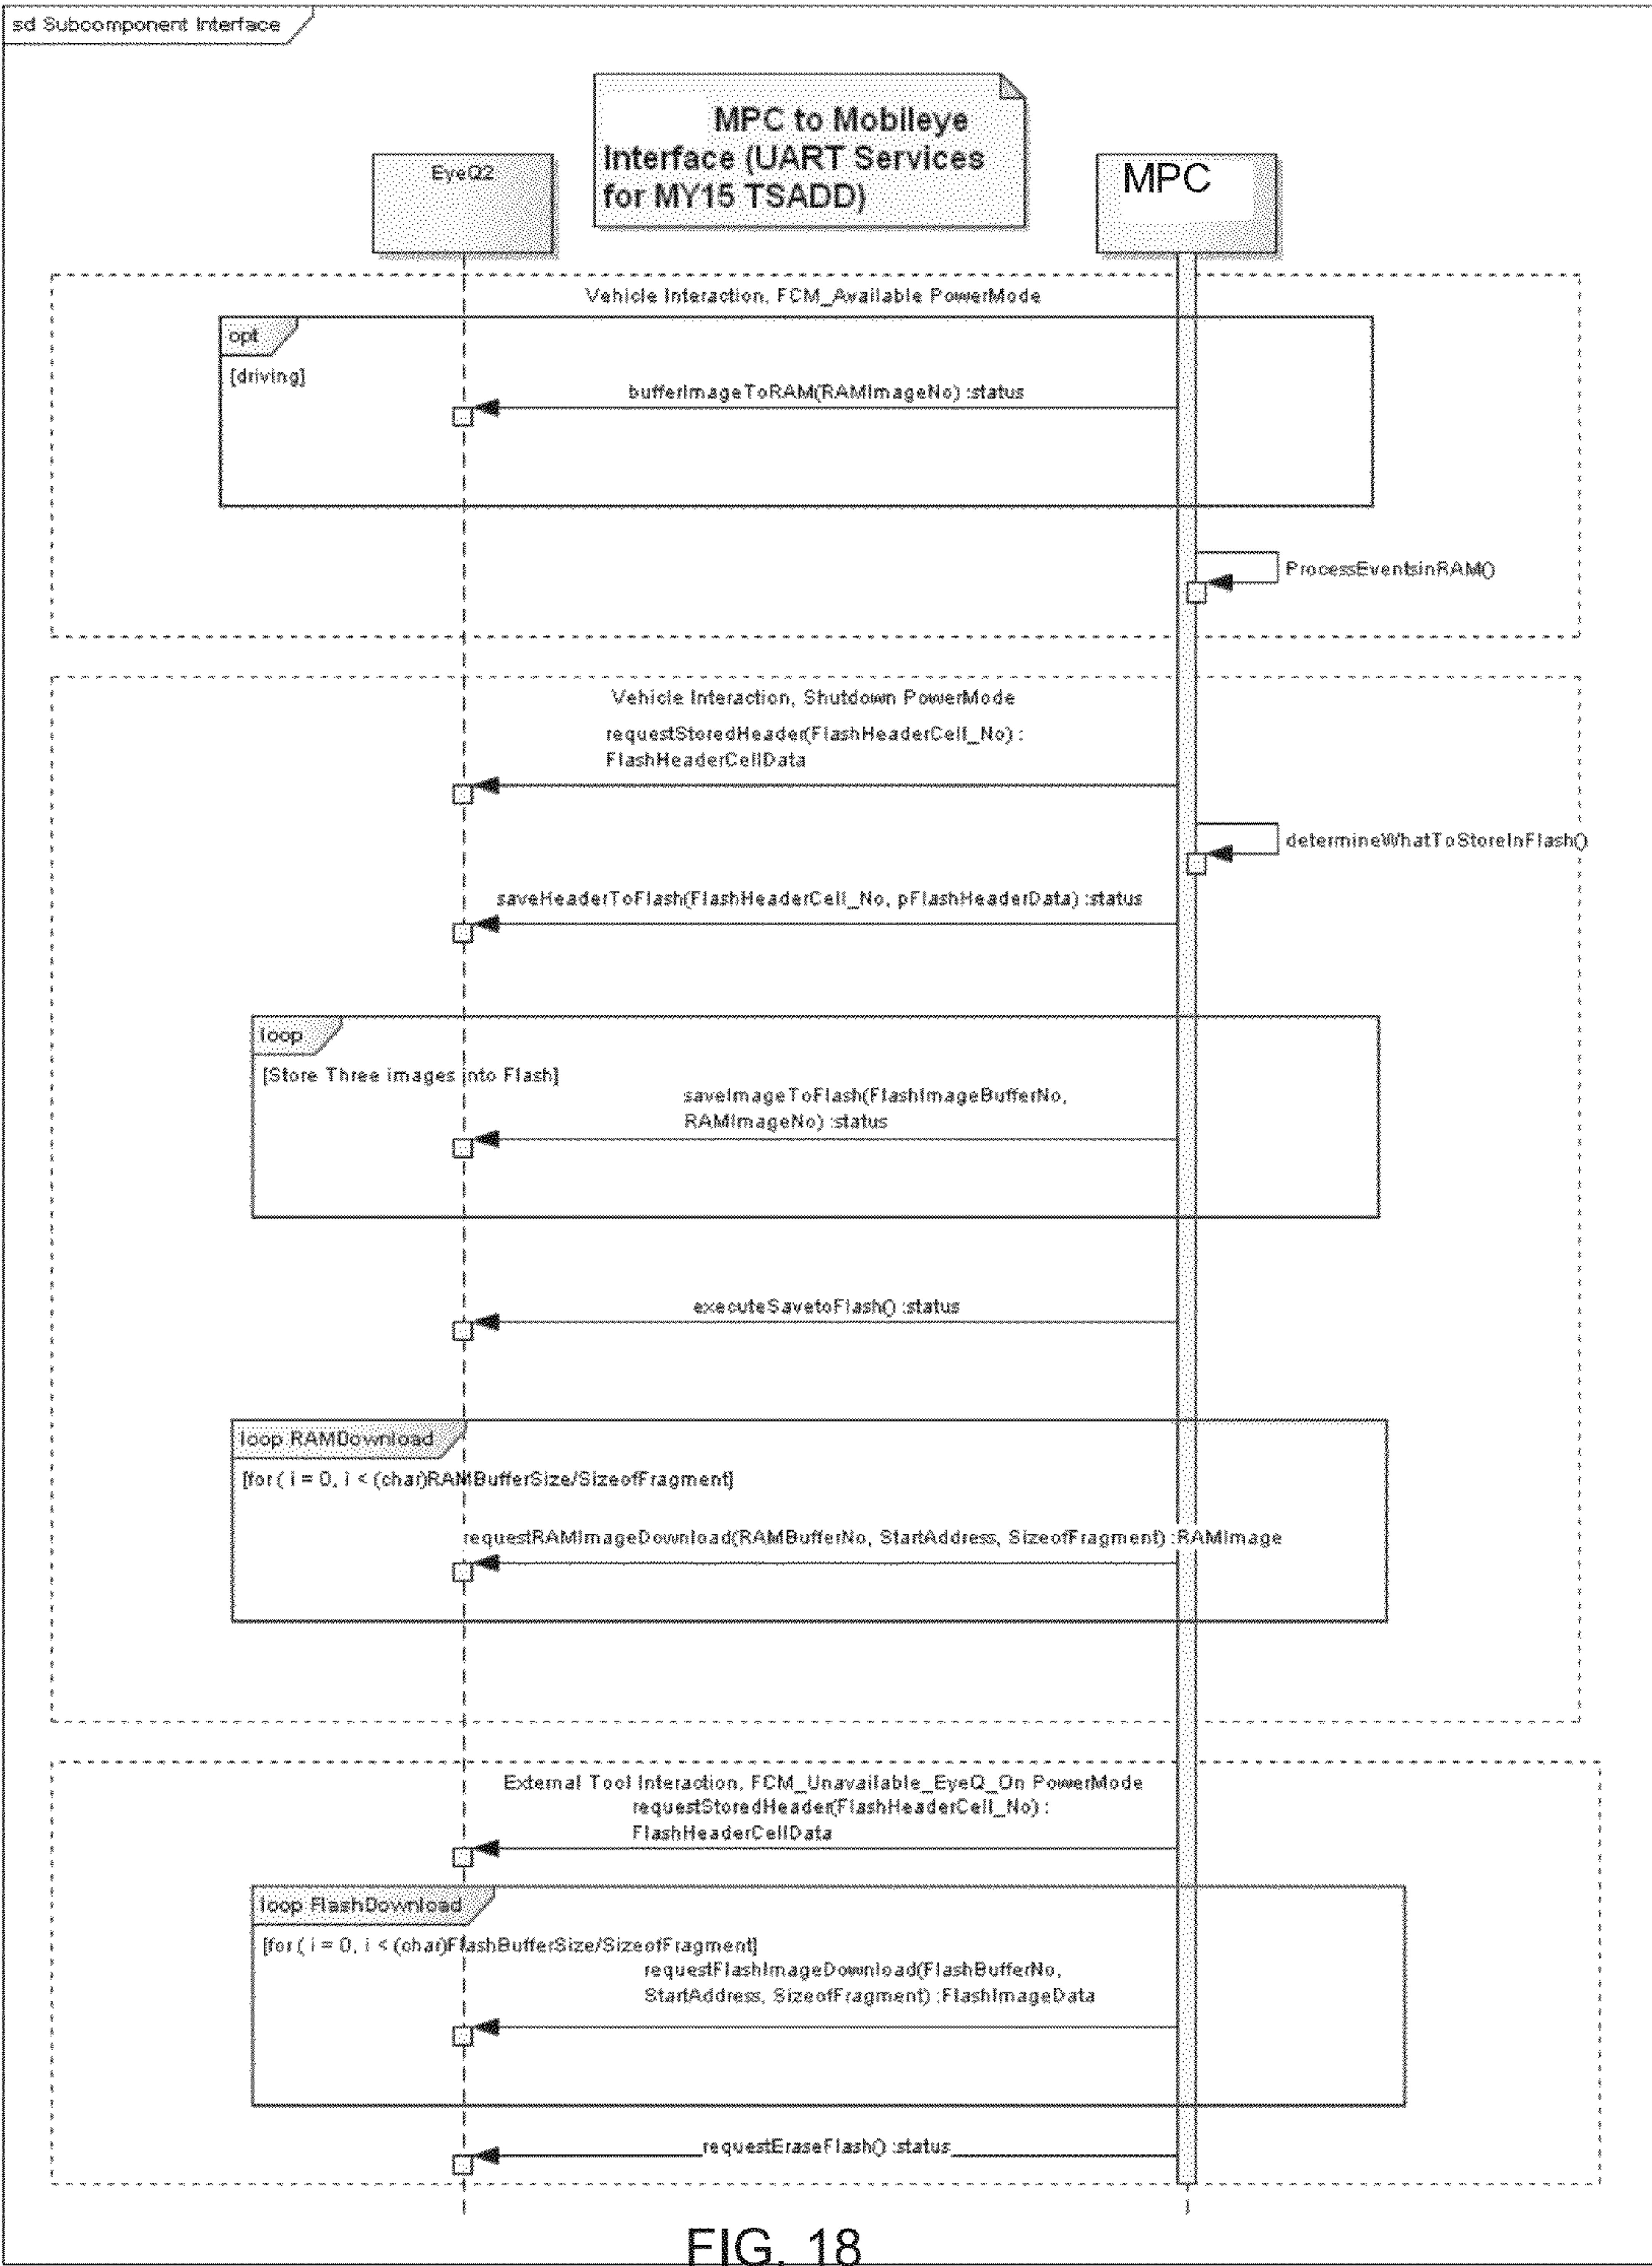 sd Subcomponent Interface
MPC to Mobileye
Interface (UART Services
for MY15 TSADD)
EyeQ2
MPC
Vehicle Interaction, FCM_Available PowerMode
opt
[driving]
bufferImageToRAM(RAMImageNo) :status
ProcessEventsinRAM()
Vehicle Interaction, Shutdown PowerMode
requestStoredHeader(FlashHeaderCell_No) :
FlashHeaderCellData
determineWhatToStoreInFlash()
saveHeaderToFlash(FlashHeaderCell_No, pFlashHeaderData) :status
loop
[Store Three images into Flash]
saveImageToFlash(FlashImageBufferNo,
RAMImageNo) :status
executeSavetoFlash() :status
loop RAMDownload
[for ( i = 0, i < (char)RAMBufferSize/SizeofFragment]
requestRAMImageDownload(RAMBufferNo, StartAddress, SizeofFragment) :RAMImage
External Tool Interaction, FCM_Unavailable_EyeQ_On PowerMode
requestStoredHeader(FlashHeaderCell_No) :
FlashHeaderCellData
loop FlashDownload
[for ( i = 0, i < (char)FlashBufferSize/SizeofFragment]
requestFlashImageDownload(FlashBufferNo,
StartAddress, SizeofFragment) :FlashImageData
requestEraseFlash() :status
FIG. 18